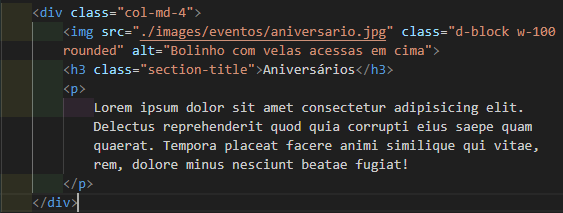 <div class="col-md-4">
<img src="./images/eventos/aniversario.jpg" class="d-block w-100
rounded" alt="Bolinho com velas acessas em cima">
<h3 class="section-title">Aniversários</h3>
<p>
Lorem ipsum dolor sit amet consectetur adipisicing elit.
Delectus reprehenderit quod quia corrupti eius saepe quam
quaerat. Tempora placeat facere animi similique qui vitae,
rem, dolore minus nesciunt beatae fugiat!
</p>
</div>